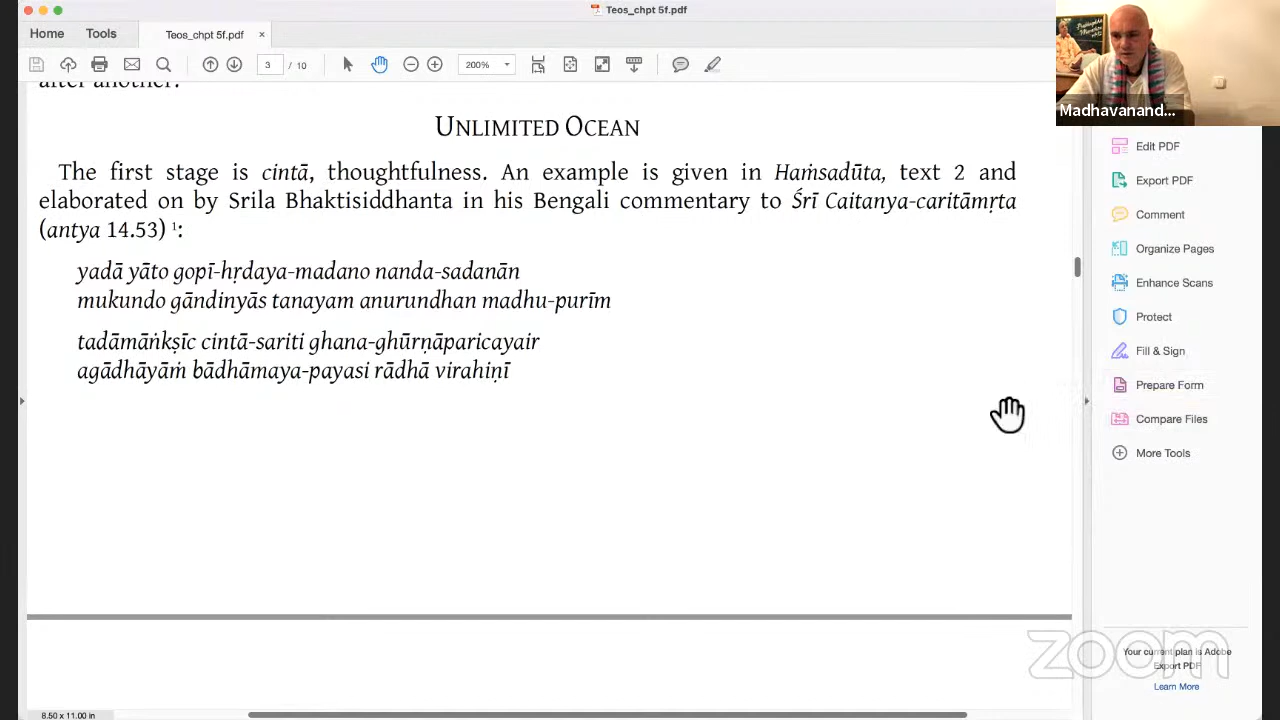 Teos_chpt 5f.pdf
Home
Tools
Teos_chpt 5f.pdf ×
3 / 10
200%
after another.
UNLIMITED OCEAN
The first stage is cintā, thoughtfulness. An example is given in Haṁsadūta, text 2 and
elaborated on by Srila Bhaktisiddhanta in his Bengali commentary to Śrī Caitanya-caritāmṛta
(antya 14.53) ¹:
yadā yāto gopī-hṛdaya-madano nanda-sadanān
mukundo gāndinyās tanayam anurundhan madhu-purīm
tadāmāṅkṣīc cintā-sariti ghana-ghūrṇāparicayair
agādhāyāṁ bādhāmaya-payasi rādhā virahiṇī
8.50 x 11.00 in
Madhavanand...
Edit PDF
Export PDF
Comment
Organize Pages
Enhance Scans
Protect
Fill & Sign
Prepare Form
Compare Files
More Tools
Your current plan is Adobe
Export PDF
Learn More
zoom